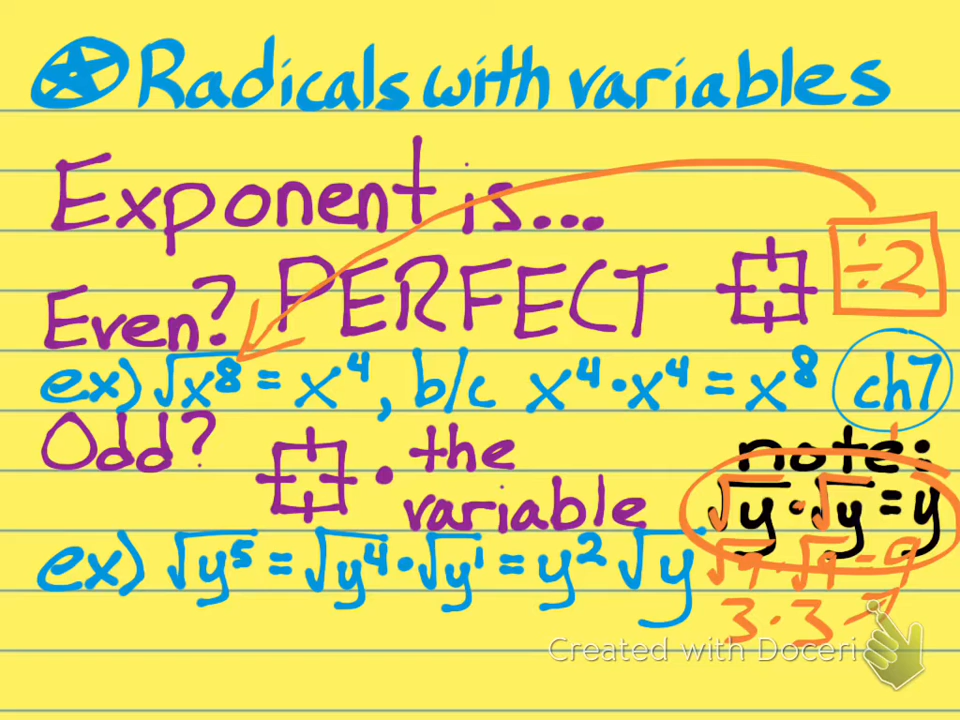 Radicals with variables
Exponent is...
Even? PERFECT ÷2
ex) √x⁸ = x⁴, b/c x⁴·x⁴ = x⁸ ch7
Odd? · the variable
note:
√y·√y = y
ex) √y⁵ = √y⁴·√y¹ = y²√y
√9·√9 = 9
3·3
Created with Doceri